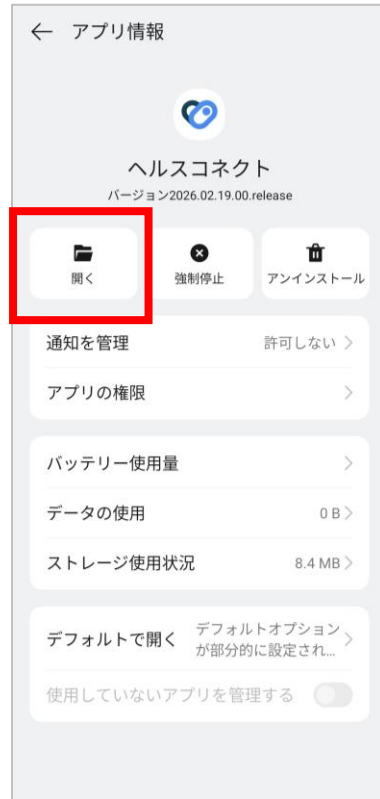 ← アプリ情報
ヘルスコネクト
バージョン2026.02.19.00.release
開く 強制停止 アンインストール
通知を管理 許可しない >
アプリの権限 >
バッテリー使用量 >
データの使用 0 B >
ストレージ使用状況 8.4 MB >
デフォルトで開く デフォルトオプション >
が部分的に設定され...
使用していないアプリを管理する